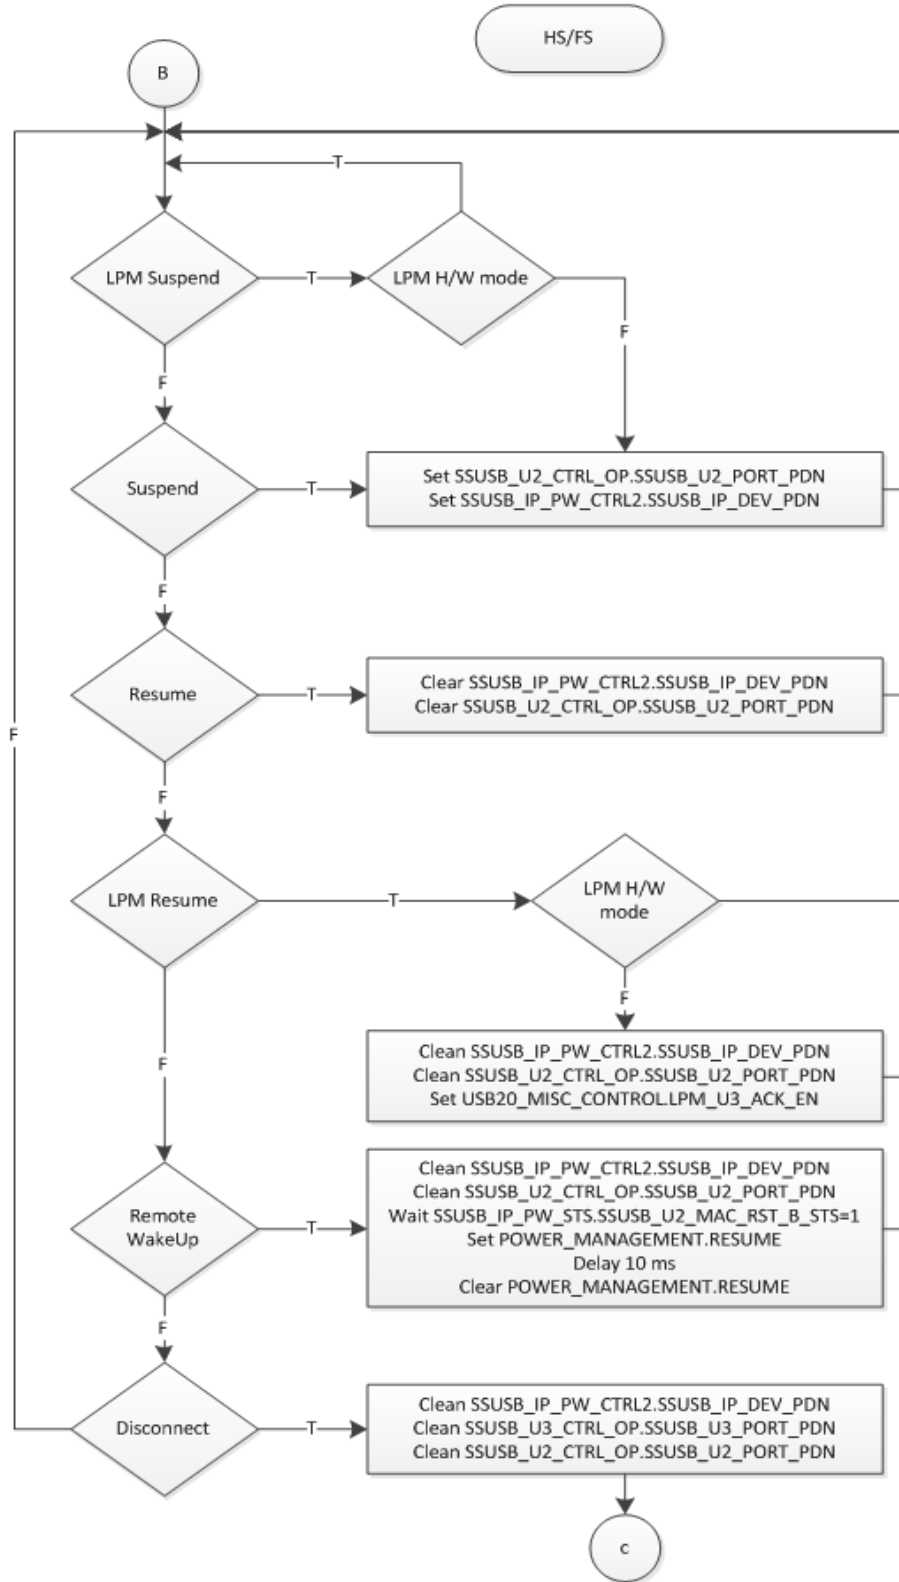 HS/FS
B
T
LPM Suspend
T
LPM H/W mode
F
F
Suspend
T
Set SSUSB_U2_CTRL_OP.SSUSB_U2_PORT_PDN
Set SSUSB_IP_PW_CTRL2.SSUSB_IP_DEV_PDN
F
Resume
T
Clear SSUSB_IP_PW_CTRL2.SSUSB_IP_DEV_PDN
Clear SSUSB_U2_CTRL_OP.SSUSB_U2_PORT_PDN
F
F
LPM Resume
T
LPM H/W
mode
F
Clean SSUSB_IP_PW_CTRL2.SSUSB_IP_DEV_PDN
Clean SSUSB_U2_CTRL_OP.SSUSB_U2_PORT_PDN
Set USB20_MISC_CONTROL.LPM_U3_ACK_EN
F
Remote
WakeUp
T
Clean SSUSB_IP_PW_CTRL2.SSUSB_IP_DEV_PDN
Clean SSUSB_U2_CTRL_OP.SSUSB_U2_PORT_PDN
Wait SSUSB_IP_PW_STS.SSUSB_U2_MAC_RST_B_STS=1
Set POWER_MANAGEMENT.RESUME
Delay 10 ms
Clear POWER_MANAGEMENT.RESUME
F
Disconnect
T
Clean SSUSB_IP_PW_CTRL2.SSUSB_IP_DEV_PDN
Clean SSUSB_U3_CTRL_OP.SSUSB_U3_PORT_PDN
Clean SSUSB_U2_CTRL_OP.SSUSB_U2_PORT_PDN
c